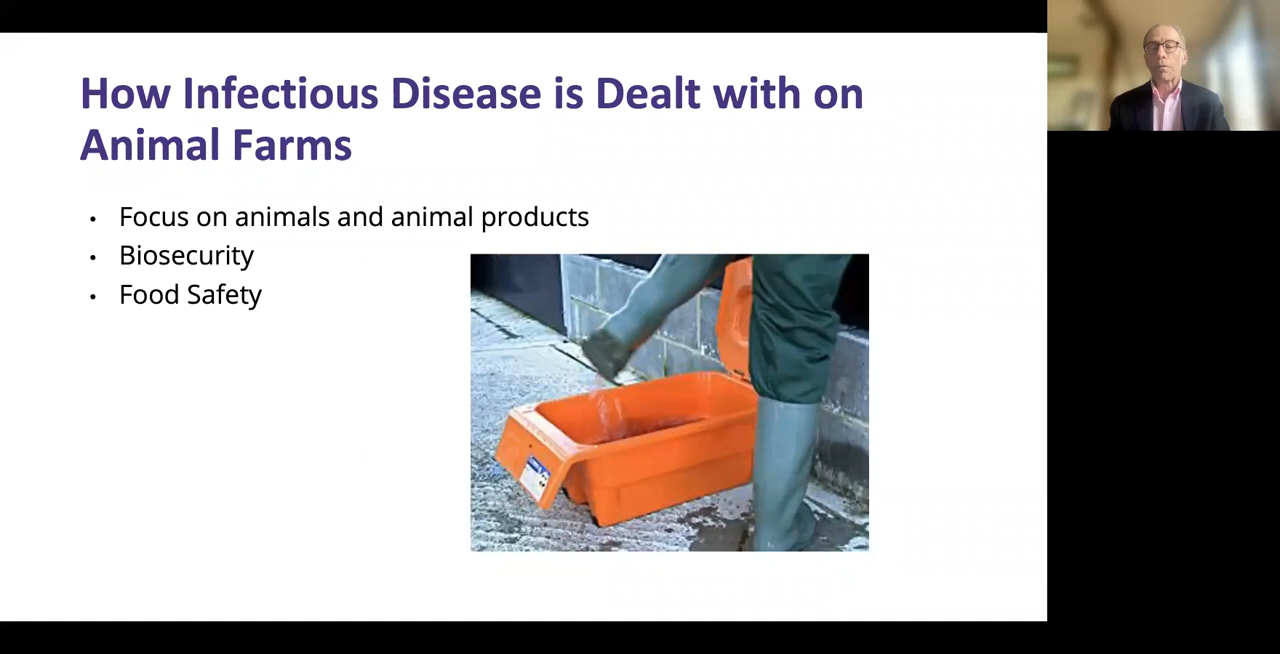 How Infectious Disease is Dealt with on
Animal Farms
• Focus on animals and animal products
• Biosecurity
• Food Safety